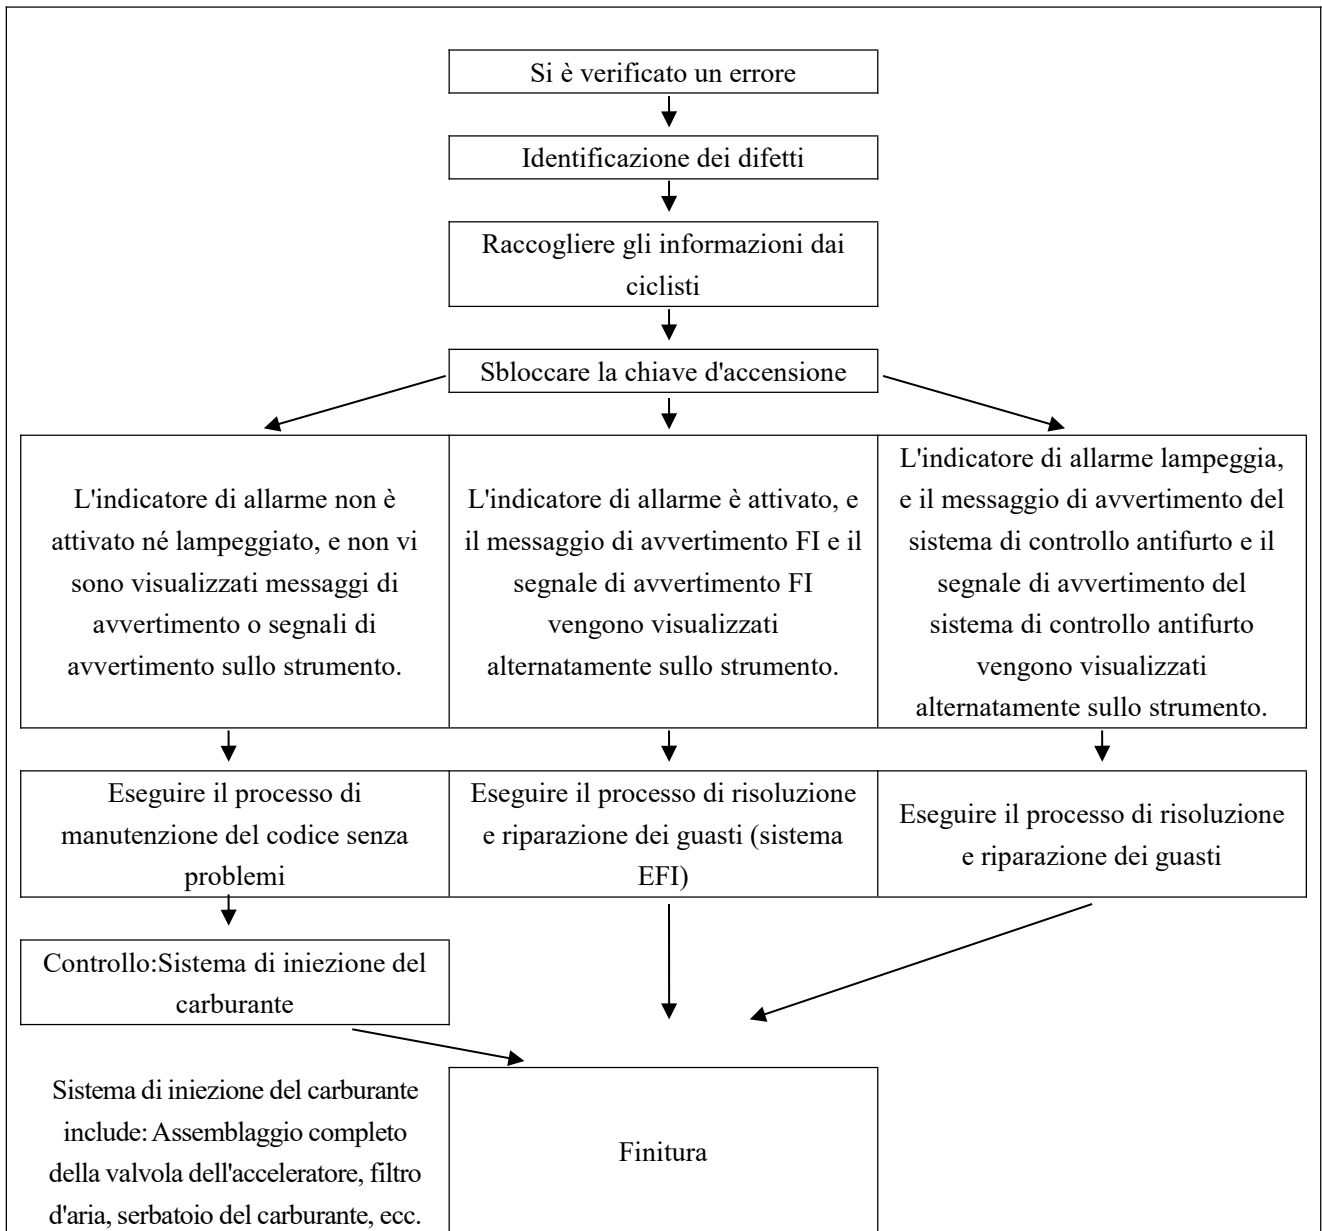 Si è verificato un errore
Identificazione dei difetti
Raccogliere gli informazioni dai
ciclisti
Sbloccare la chiave d'accensione
L'indicatore di allarme non è
attivato né lampeggiato, e non vi
sono visualizzati messaggi di
avvertimento o segnali di
avvertimento sullo strumento.
L'indicatore di allarme è attivato, e
il messaggio di avvertimento FI e il
segnale di avvertimento FI
vengono visualizzati
alternatamente sullo strumento.
L'indicatore di allarme lampeggia,
e il messaggio di avvertimento del
sistema di controllo antifurto e il
segnale di avvertimento del
sistema di controllo antifurto
vengono visualizzati
alternatamente sullo strumento.
Eseguire il processo di
manutenzione del codice senza
problemi
Eseguire il processo di risoluzione
e riparazione dei guasti (sistema
EFI)
Eseguire il processo di risoluzione
e riparazione dei guasti
Controllo:Sistema di iniezione del
carburante
Sistema di iniezione del carburante
include: Assemblaggio completo
della valvola dell'acceleratore, filtro
d'aria, serbatoio del carburante, ecc.
Finitura